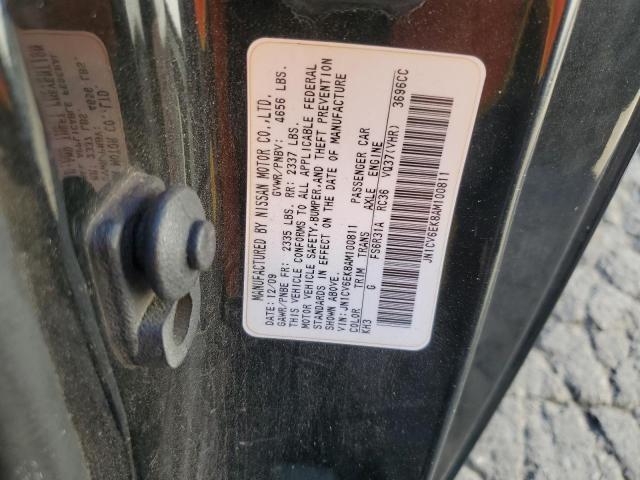 MANUFACTURED BY NISSAN MOTOR CO.,LTD.
DATE: 12/09 GVWR/PNBV: 4656 LBS.
GAWR/PNBE FR: 2335 LBS. RR: 2337 LBS.
THIS VEHICLE CONFORMS TO ALL APPLICABLE FEDERAL
MOTOR VEHICLE SAFETY, BUMPER, AND THEFT PREVENTION
STANDARDS IN EFFECT ON THE DATE OF MANUFACTURE
SHOWN ABOVE.
VIN: JN1CV6EK8AM100811 PASSENGER CAR
COLOR TRIM TRANS AXLE ENGINE
KH3 G FS6R31A RC36 VQ37(VHR) 3696CC
JN1CV6EK8AM100811